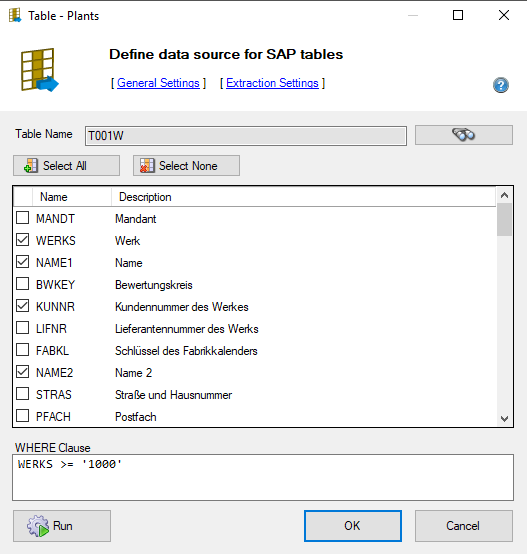 Table - Plants
Define data source for SAP tables
[ General Settings ] [ Extraction Settings ]
?
Table Name T001W
Select All Select None
Name Description
MANDT Mandant
WERKS Werk
NAME1 Name
BWKEY Bewertungskreis
KUNNR Kundennummer des Werkes
LIFNR Lieferantennummer des Werks
FABKL Schlüssel des Fabrikkalenders
NAME2 Name 2
STRAS Straße und Hausnummer
PFACH Postfach
WHERE Clause
WERKS >= '1000'
Run OK Cancel